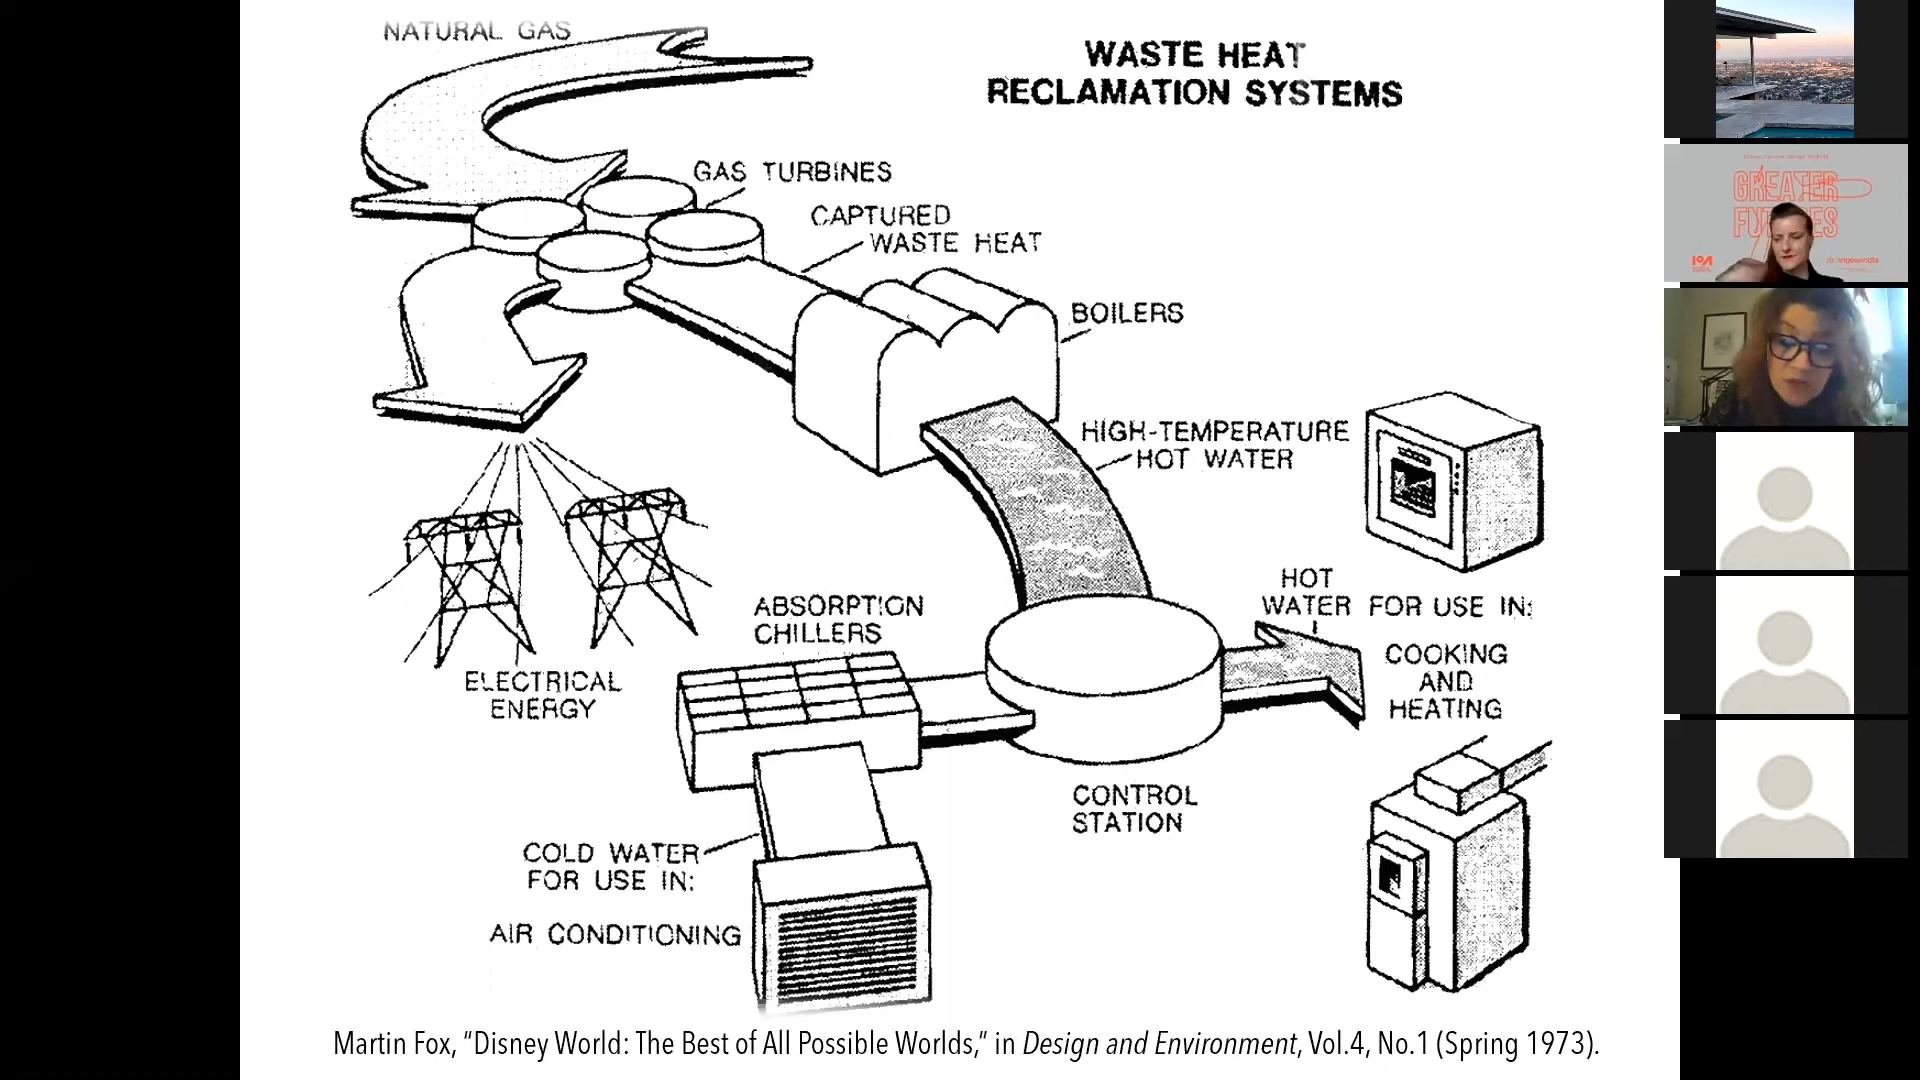 NATURAL GAS
WASTE HEAT
RECLAMATION SYSTEMS
GAS TURBINES
CAPTURED
WASTE HEAT
BOILERS
HIGH-TEMPERATURE
HOT WATER
HOT
WATER FOR USE IN:
COOKING
AND
HEATING
ABSORPTION
CHILLERS
ELECTRICAL
ENERGY
CONTROL
STATION
COLD WATER
FOR USE IN:
AIR CONDITIONING
Martin Fox, “Disney World: The Best of All Possible Worlds,“ in Design and Environment, Vol.4, No.1 (Spring 1973).
GREATER